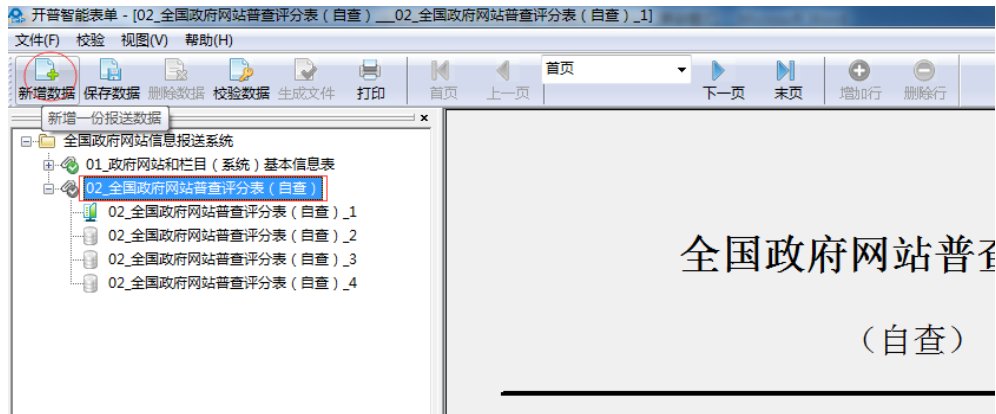 开普智能表单 - [02_全国政府网站普查评分表（自查）__02_全国政府网站普查评分表（自查）_1]
文件(F) 校验 视图(V) 帮助(H)
新增数据 保存数据 删除数据 校验数据 生成文件 打印 首页 上一页 首页 下一页 末页 增加行 删除行
新增一份报送数据
全国政府网站信息报送系统
01_政府网站和栏目（系统）基本信息表
02_全国政府网站普查评分表（自查）
02_全国政府网站普查评分表（自查）_1
02_全国政府网站普查评分表（自查）_2
02_全国政府网站普查评分表（自查）_3
02_全国政府网站普查评分表（自查）_4
全国政府网站普查
（自查）